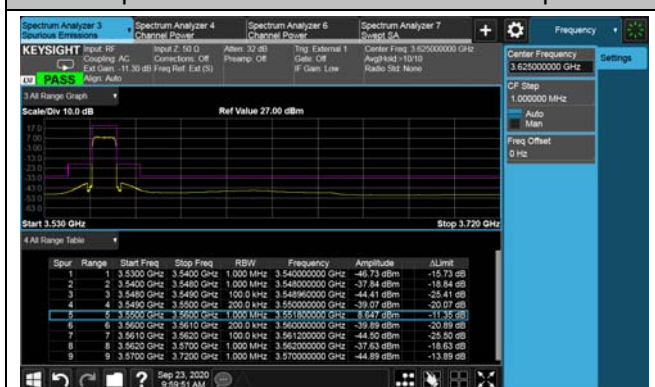 Spectrum Analyzer 3
Spurious Emissions
Spectrum Analyzer 4
Channel Power
Spectrum Analyzer 6
Channel Power
Spectrum Analyzer 7
Swept SA
+
Frequency
KEYSIGHT
Input: RF
Coupling: AC
Ext Gain: -11.30 dB
Align: Auto
Input Z: 50 Ω
Corrections: Off
Freq Ref: Ext (S)
Atten: 32 dB
Preamp: Off
Trig: External 1
Gate: Off
IF Gain: Low
Center Freq: 3.625000000 GHz
Avg|Hold:>10/10
Radio Std: None
PASS
3 All Range Graph
Scale/Div 10.0 dB
Ref Value 27.00 dBm
17.0
7.00
-3.00
-13.0
-23.0
-33.0
-43.0
-53.0
-63.0
Start 3.530 GHz
Stop 3.720 GHz
4 All Range Table
Spur Range Start Freq Stop Freq RBW Frequency Amplitude ΔLimit
1 1 3.5300 GHz 3.5400 GHz 1.000 MHz 3.540000000 GHz -46.73 dBm -15.73 dB
2 2 3.5400 GHz 3.5480 GHz 1.000 MHz 3.548000000 GHz -37.84 dBm -18.84 dB
3 3 3.5480 GHz 3.5490 GHz 100.0 kHz 3.548960000 GHz -44.41 dBm -25.41 dB
4 4 3.5490 GHz 3.5500 GHz 200.0 kHz 3.550000000 GHz -39.07 dBm -20.07 dB
5 5 3.5500 GHz 3.5600 GHz 1.000 MHz 3.551800000 GHz 8.647 dBm -11.35 dB
6 6 3.5600 GHz 3.5610 GHz 200.0 kHz 3.560000000 GHz -39.89 dBm -20.89 dB
7 7 3.5610 GHz 3.5620 GHz 100.0 kHz 3.561200000 GHz -44.50 dBm -25.50 dB
8 8 3.5620 GHz 3.5700 GHz 1.000 MHz 3.562000000 GHz -37.63 dBm -18.63 dB
9 9 3.5700 GHz 3.7200 GHz 1.000 MHz 3.570000000 GHz -44.89 dBm -13.89 dB
Center Frequency
3.625000000 GHz
Settings
CF Step
1.000000 MHz
Auto
Man
Freq Offset
0 Hz
?
Sep 23, 2020
9:59:51 AM